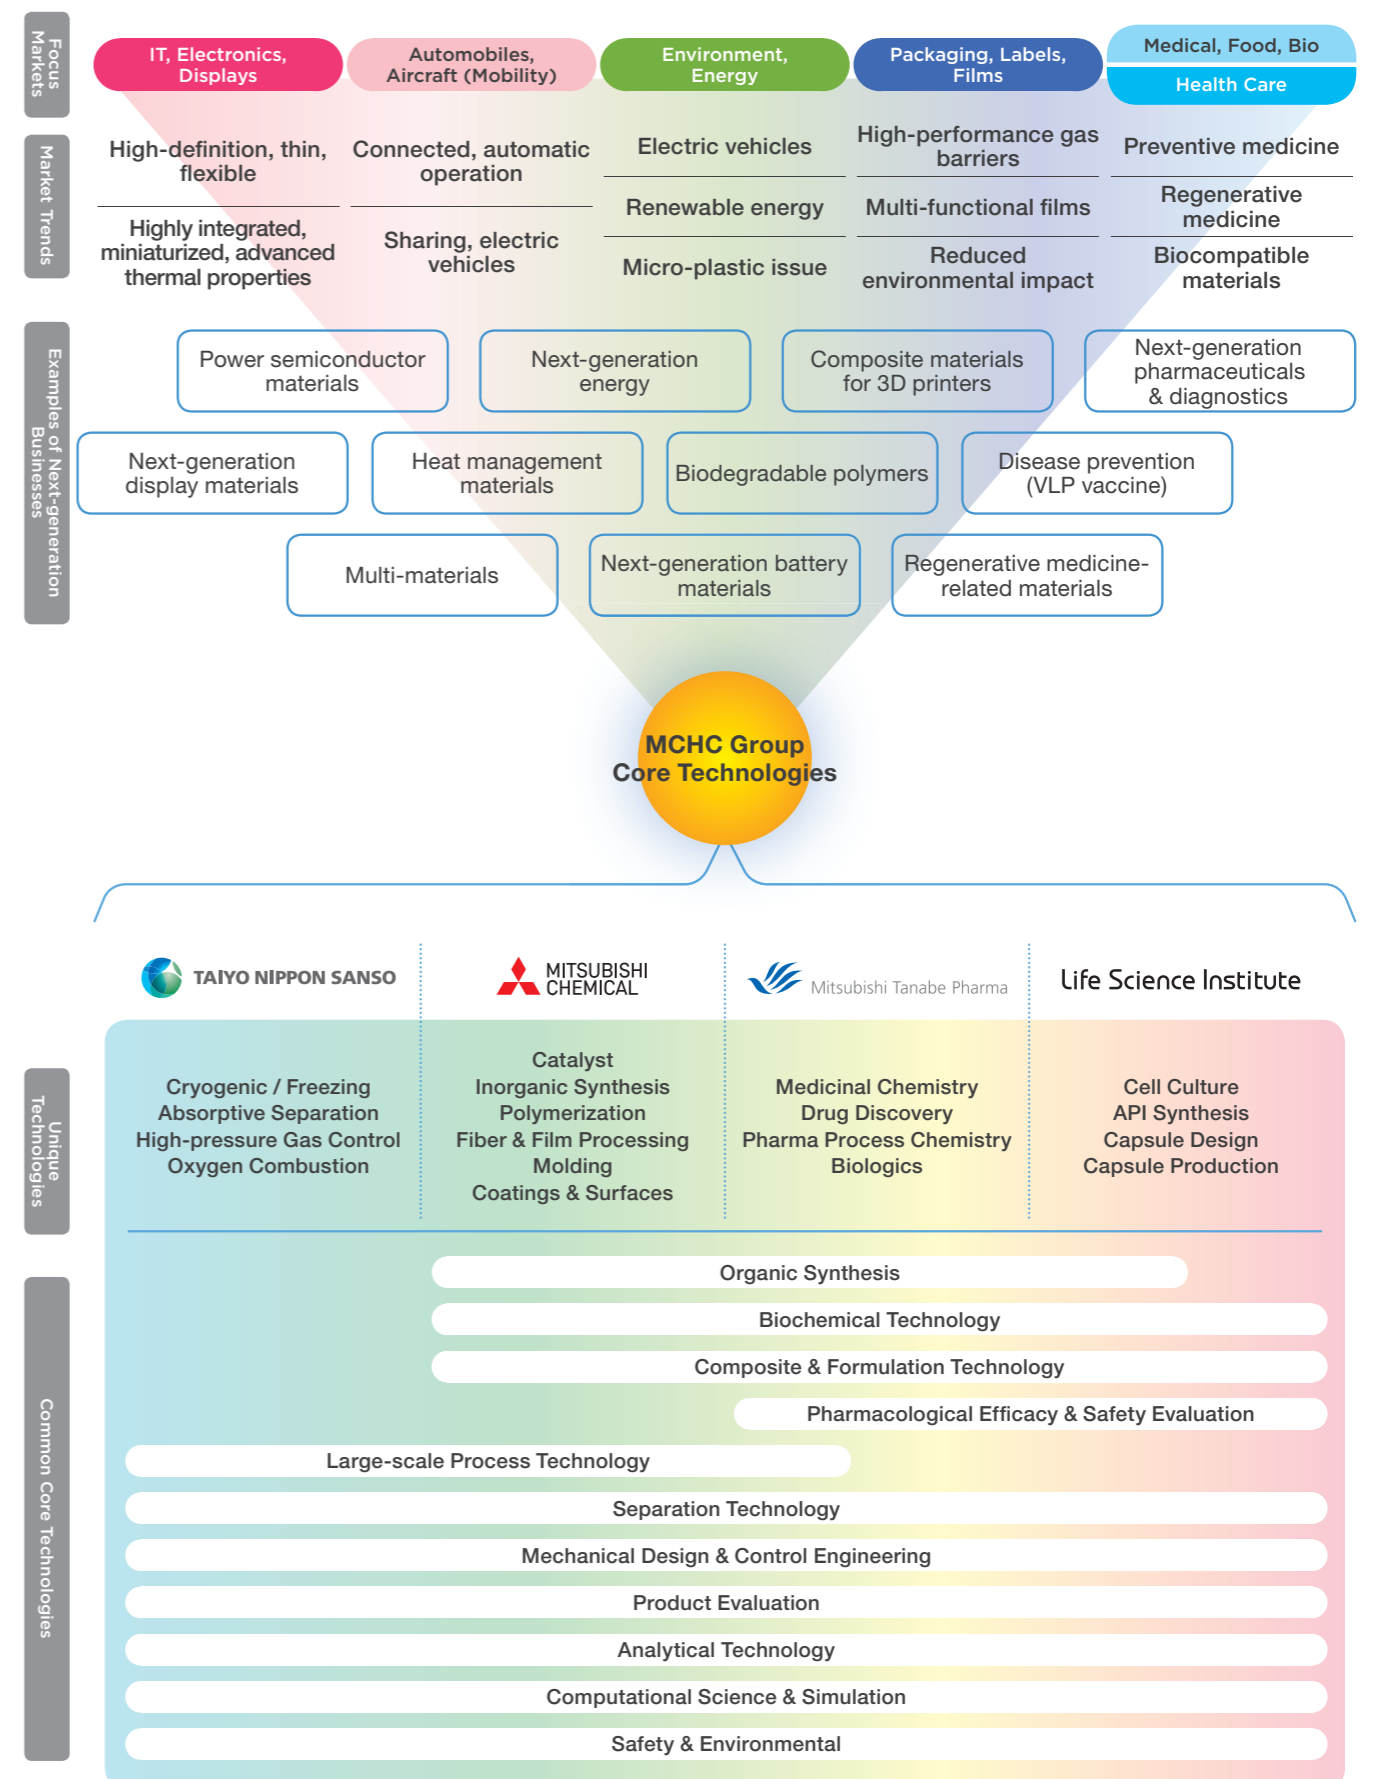 Focus
Markets
IT, Electronics,
Displays
Automobiles,
Aircraft (Mobility)
Environment,
Energy
Packaging, Labels,
Films
Medical, Food, Bio
Health Care
Market Trends
High-definition, thin,
flexible
Highly integrated,
miniaturized, advanced
thermal properties
Connected, automatic
operation
Sharing, electric
vehicles
Electric vehicles
Renewable energy
Micro-plastic issue
High-performance gas
barriers
Multi-functional films
Reduced
environmental impact
Preventive medicine
Regenerative
medicine
Biocompatible
materials
Examples of Next-generation
Businesses
Power semiconductor
materials
Next-generation
energy
Composite materials
for 3D printers
Next-generation
pharmaceuticals
& diagnostics
Next-generation
display materials
Heat management
materials
Biodegradable polymers
Disease prevention
(VLP vaccine)
Multi-materials
Next-generation battery
materials
Regenerative medicine-
related materials
MCHC Group
Core Technologies
TAIYO NIPPON SANSO
MITSUBISHI
CHEMICAL
Mitsubishi Tanabe Pharma
Life Science Institute
Unique
Technologies
Cryogenic / Freezing
Absorptive Separation
High-pressure Gas Control
Oxygen Combustion
Catalyst
Inorganic Synthesis
Polymerization
Fiber & Film Processing
Molding
Coatings & Surfaces
Medicinal Chemistry
Drug Discovery
Pharma Process Chemistry
Biologics
Cell Culture
API Synthesis
Capsule Design
Capsule Production
Common Core Technologies
Organic Synthesis
Biochemical Technology
Composite & Formulation Technology
Pharmacological Efficacy & Safety Evaluation
Large-scale Process Technology
Separation Technology
Mechanical Design & Control Engineering
Product Evaluation
Analytical Technology
Computational Science & Simulation
Safety & Environmental